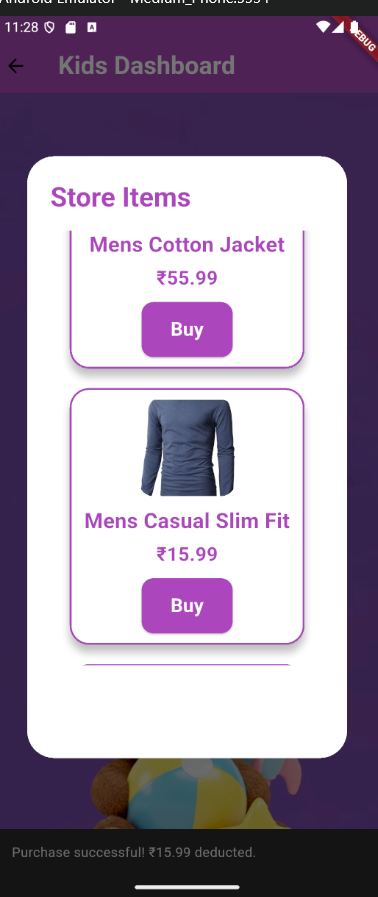 Android Emulator - Medium_Phone:5554
11:28
DEBUG
Kids Dashboard
Store Items
Mens Cotton Jacket
₹55.99
Buy
Mens Casual Slim Fit
₹15.99
Buy
Purchase successful! ₹15.99 deducted.